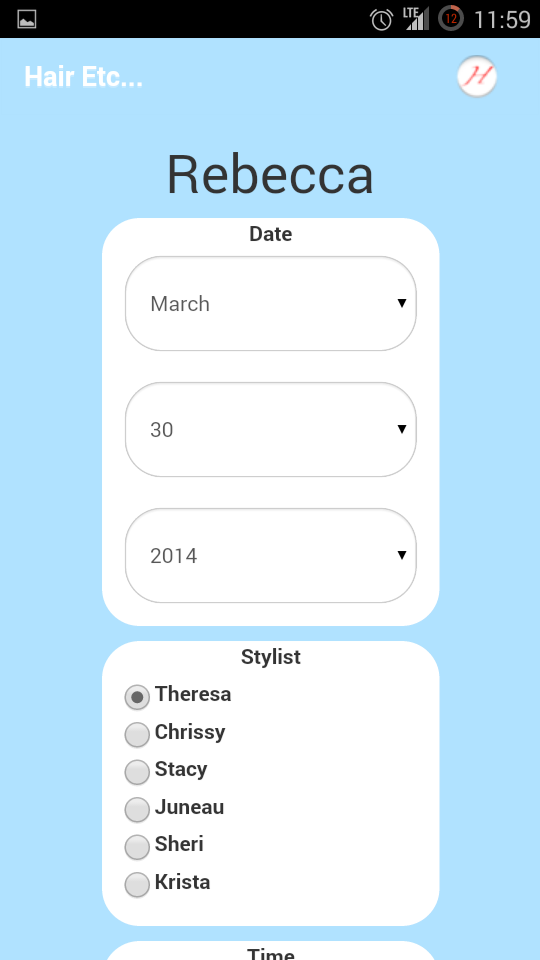 LTE 12 11:59
Hair Etc...
H
Rebecca
Date
March
30
2014
Stylist
Theresa
Chrissy
Stacy
Juneau
Sheri
Krista
Time